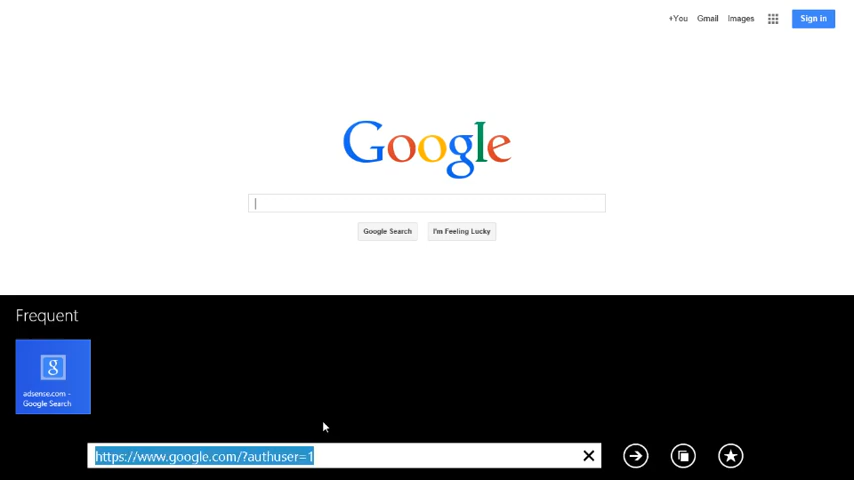 +You Gmail Images Sign in
Google
Google Search I'm Feeling Lucky
Frequent
g
adsense.com -
Google Search
https://www.google.com/?authuser=1